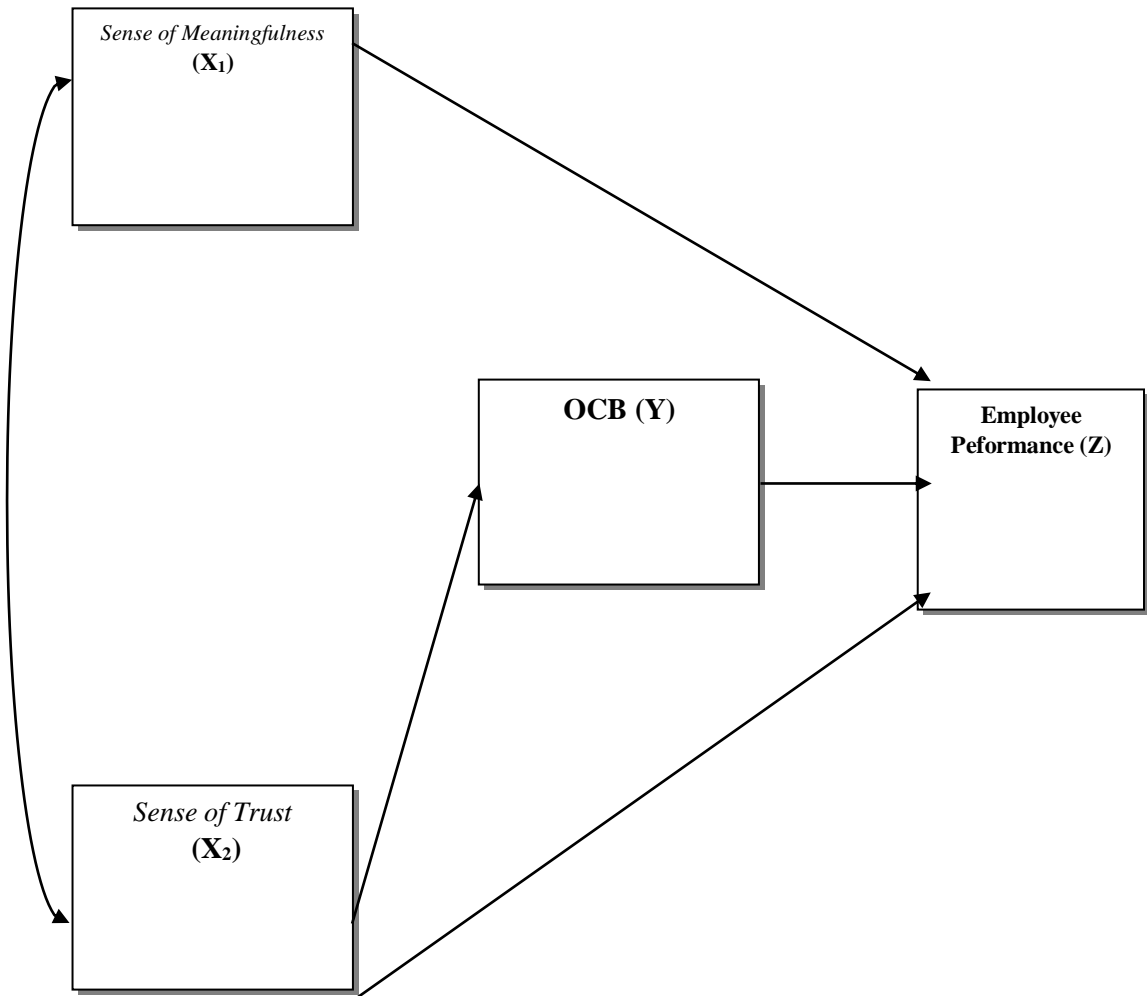 Sense of Meaningfulness
(X₁)
OCB (Y)
Employee
Peformance (Z)
Sense of Trust
(X₂)